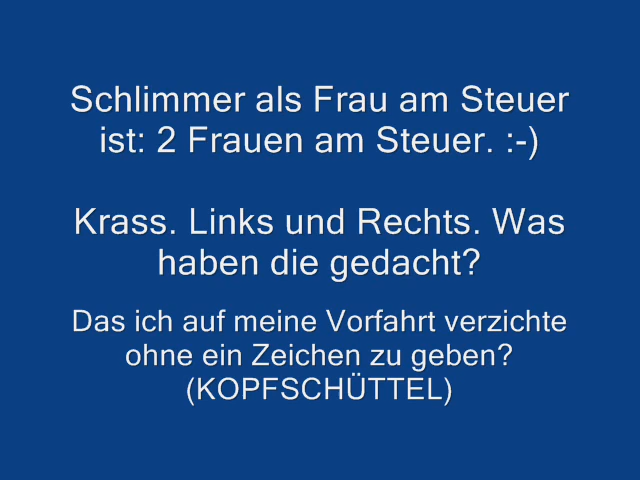 Schlimmer als Frau am Steuer
ist: 2 Frauen am Steuer. :-)
Krass. Links und Rechts. Was
haben die gedacht?
Das ich auf meine Vorfahrt verzichte
ohne ein Zeichen zu geben?
(KOPFSCHÜTTEL)